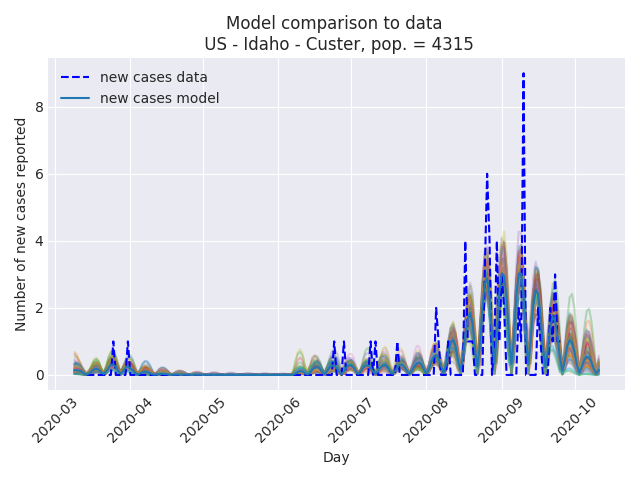 Model comparison to data
US - Idaho - Custer, pop. = 4315
new cases data
new cases model
Number of new cases reported
8
6
4
2
0
2020-03
2020-04
2020-05
2020-06
2020-07
2020-08
2020-09
2020-10
Day